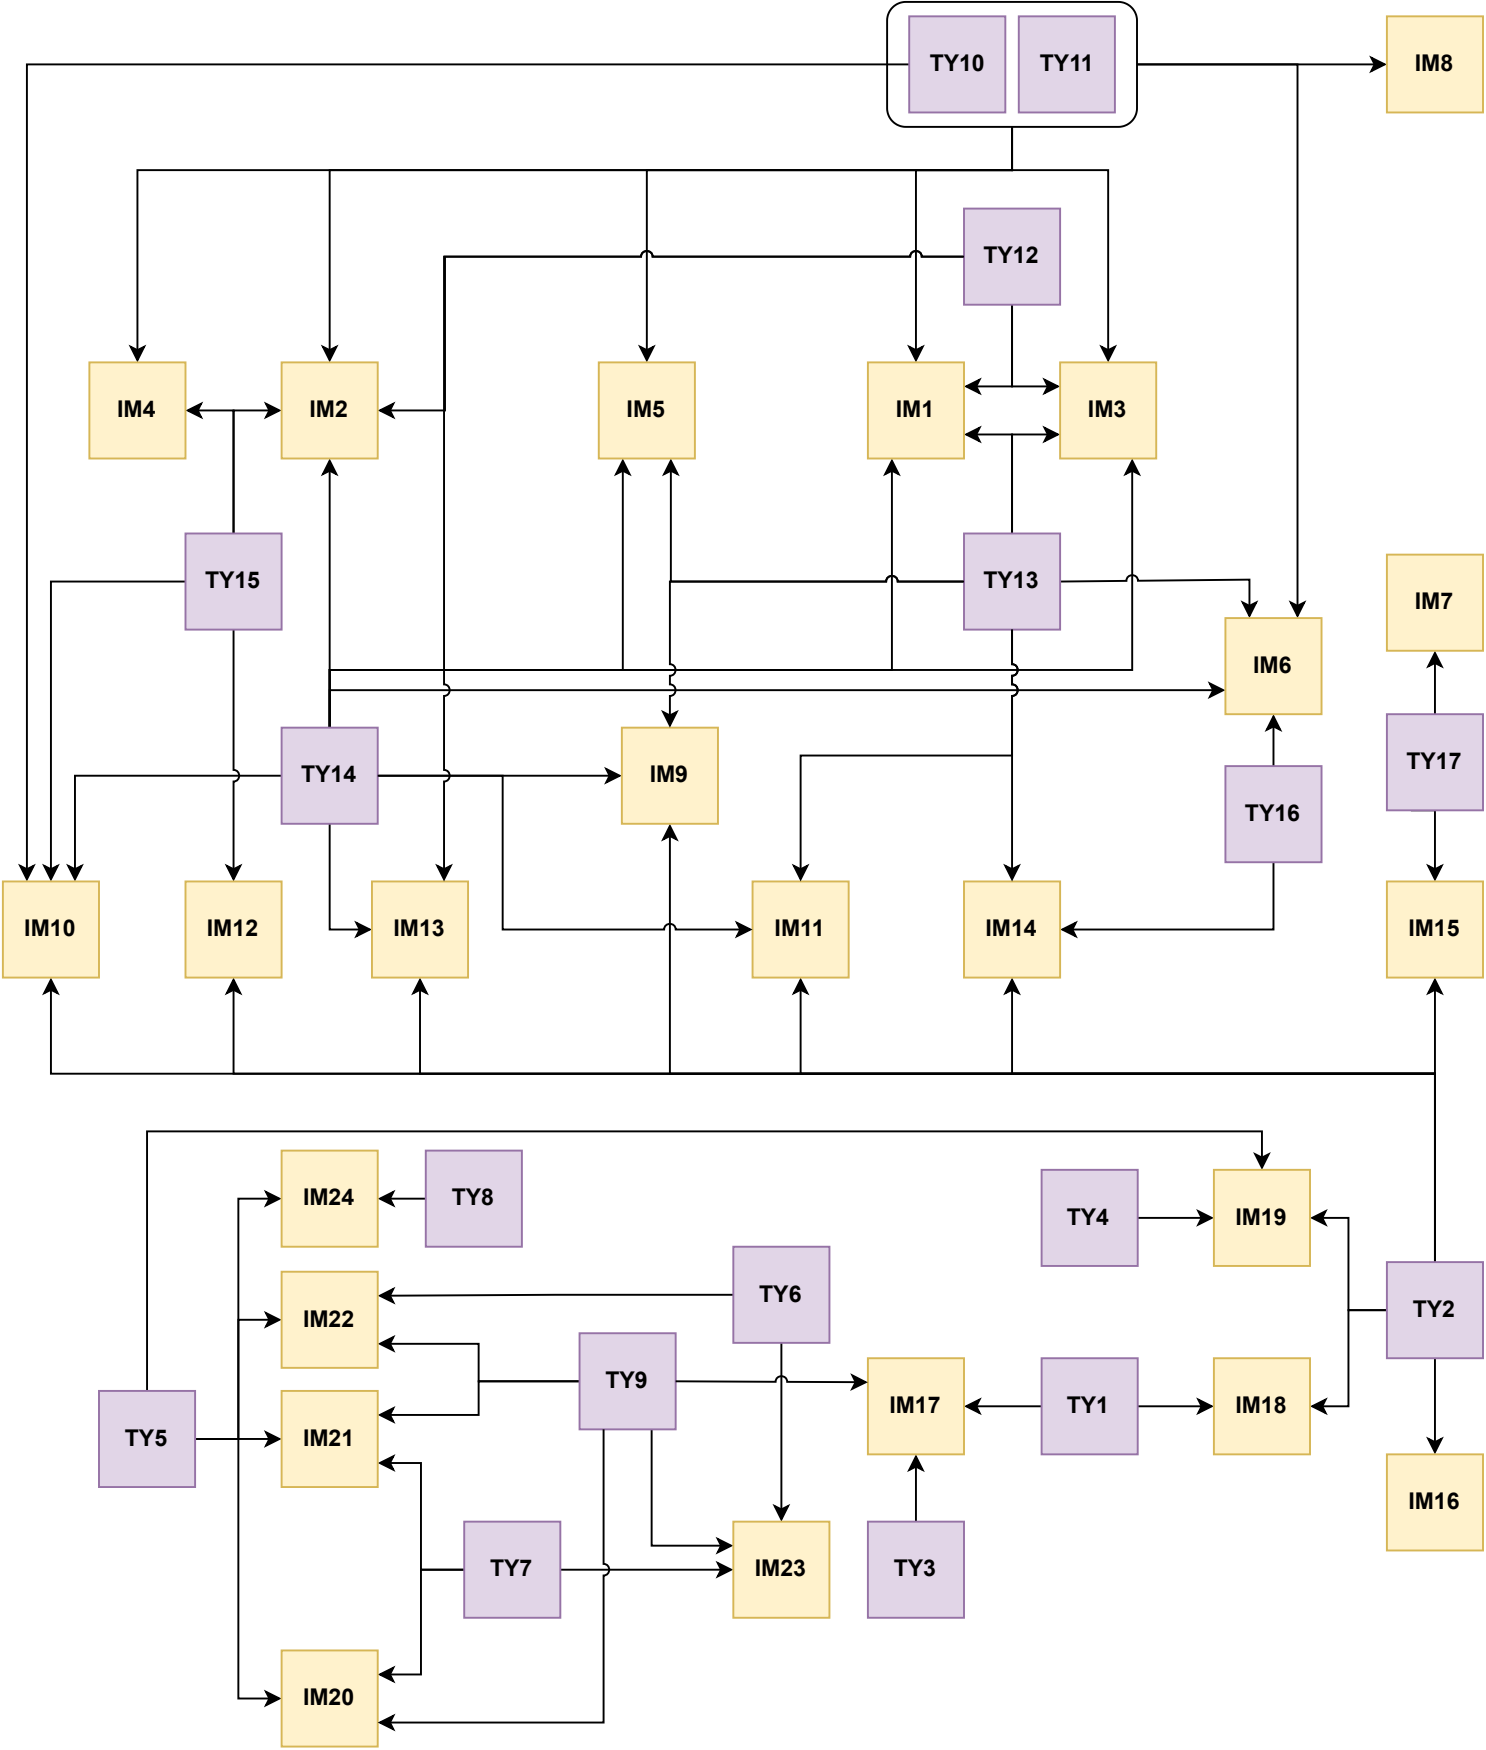 TY10 TY11 IM8
TY12
IM4 IM2 IM5 IM1 IM3
TY15 TY13 IM7
IM6
TY14 IM9 TY17
TY16
IM10 IM12 IM13 IM11 IM14 IM15
IM24 TY8 TY4 IM19
IM22 TY6 TY2
TY9 IM17 TY1 IM18
TY5 IM21
IM16
TY7 IM23 TY3
IM20